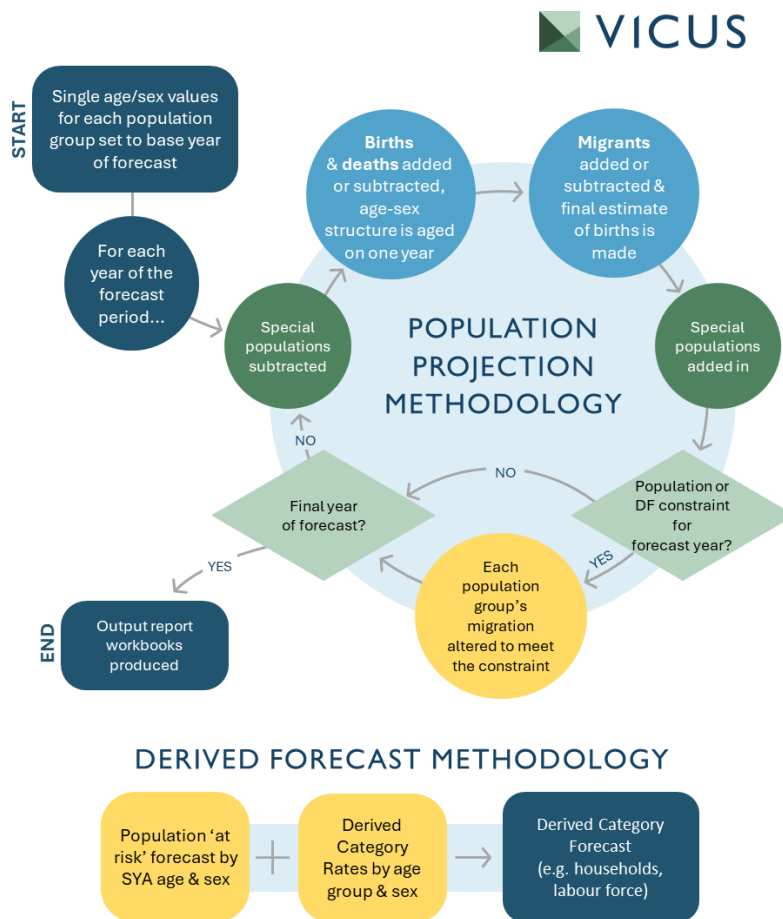 VICUS
START
Single age/sex values
for each population
group set to base year
of forecast
For each
year of the
forecast
period...
Special
populations
subtracted
Births
& deaths added
or subtracted,
age-sex
structure is aged
on one year
Migrants
added or
subtracted &
final estimate
of births is
made
Special
populations
added in
POPULATION
PROJECTION
METHODOLOGY
Population or
DF constraint
for
forecast year?
NO
YES
Each
population
group's
migration
altered to meet
the constraint
Final year
of forecast?
NO
YES
END
Output report
workbooks
produced
DERIVED FORECAST METHODOLOGY
Population ‘at
risk’ forecast by
SYA age & sex
+
Derived
Category
Rates by age
group & sex
Derived Category
Forecast
(e.g. households,
labour force)